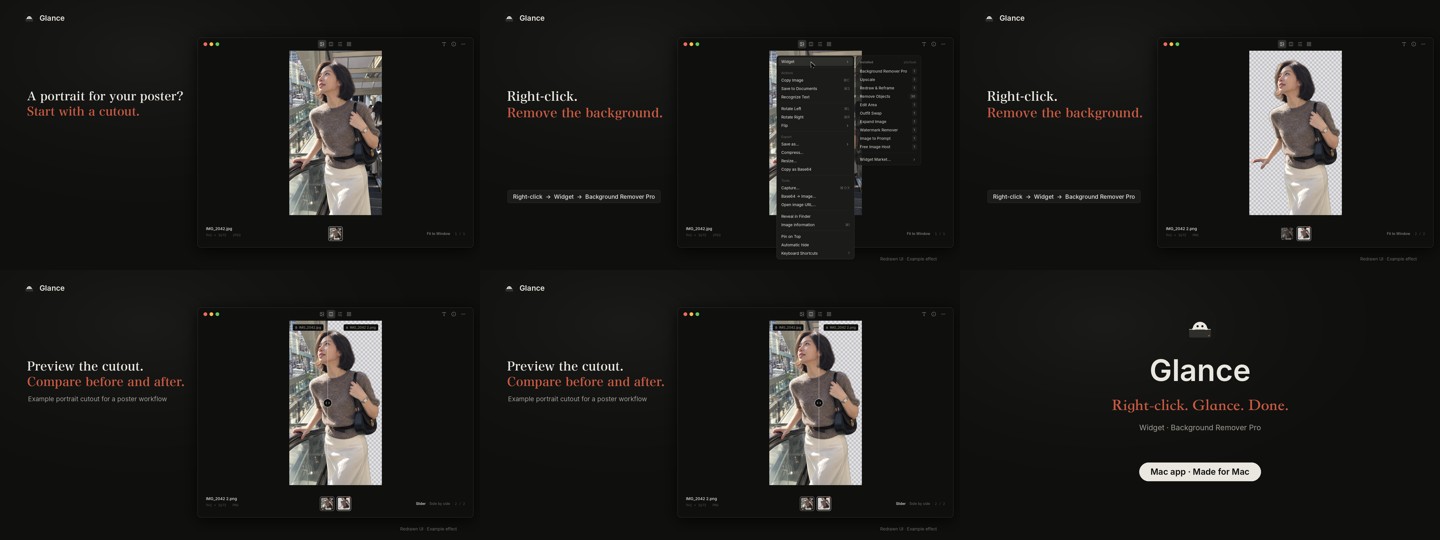 Glance
A portrait for your poster?
Start with a cutout.
IMG_2042.jpg
Fit to Window
Glance
Right-click.
Remove the background.
Right-click → Widget → Background Remover Pro
Widget
Copy Image
Save to Documents
Recognize Text
Rotate Left
Rotate Right
Flip
Save as...
Compress...
Resize...
Copy as Base64
Capture...
Base64 → Image...
Open Image URL...
Reveal in Finder
Image Information
Pin on Top
Automatic hide
Keyboard Shortcuts
Background Remover Pro
Upscale
Redraw & Reframe
Remove Objects
Edit Area
Outfit Swap
Expand Image
Watermark Remover
Image to Prompt
Free Image Host
Widget Market...
IMG_2042.jpg
Fit to Window
Redrawn UI · Example effect
Glance
Right-click.
Remove the background.
Right-click → Widget → Background Remover Pro
IMG_2042 2.png
Fit to Window
Redrawn UI · Example effect
Glance
Preview the cutout.
Compare before and after.
Example portrait cutout for a poster workflow
IMG_2042.jpg
IMG_2042 2.png
IMG_2042 2.png
Slider
Side by side
Redrawn UI · Example effect
Glance
Preview the cutout.
Compare before and after.
Example portrait cutout for a poster workflow
IMG_2042.jpg
IMG_2042 2.png
IMG_2042 2.png
Slider
Side by side
Redrawn UI · Example effect
Glance
Right-click. Glance. Done.
Widget · Background Remover Pro
Mac app · Made for Mac